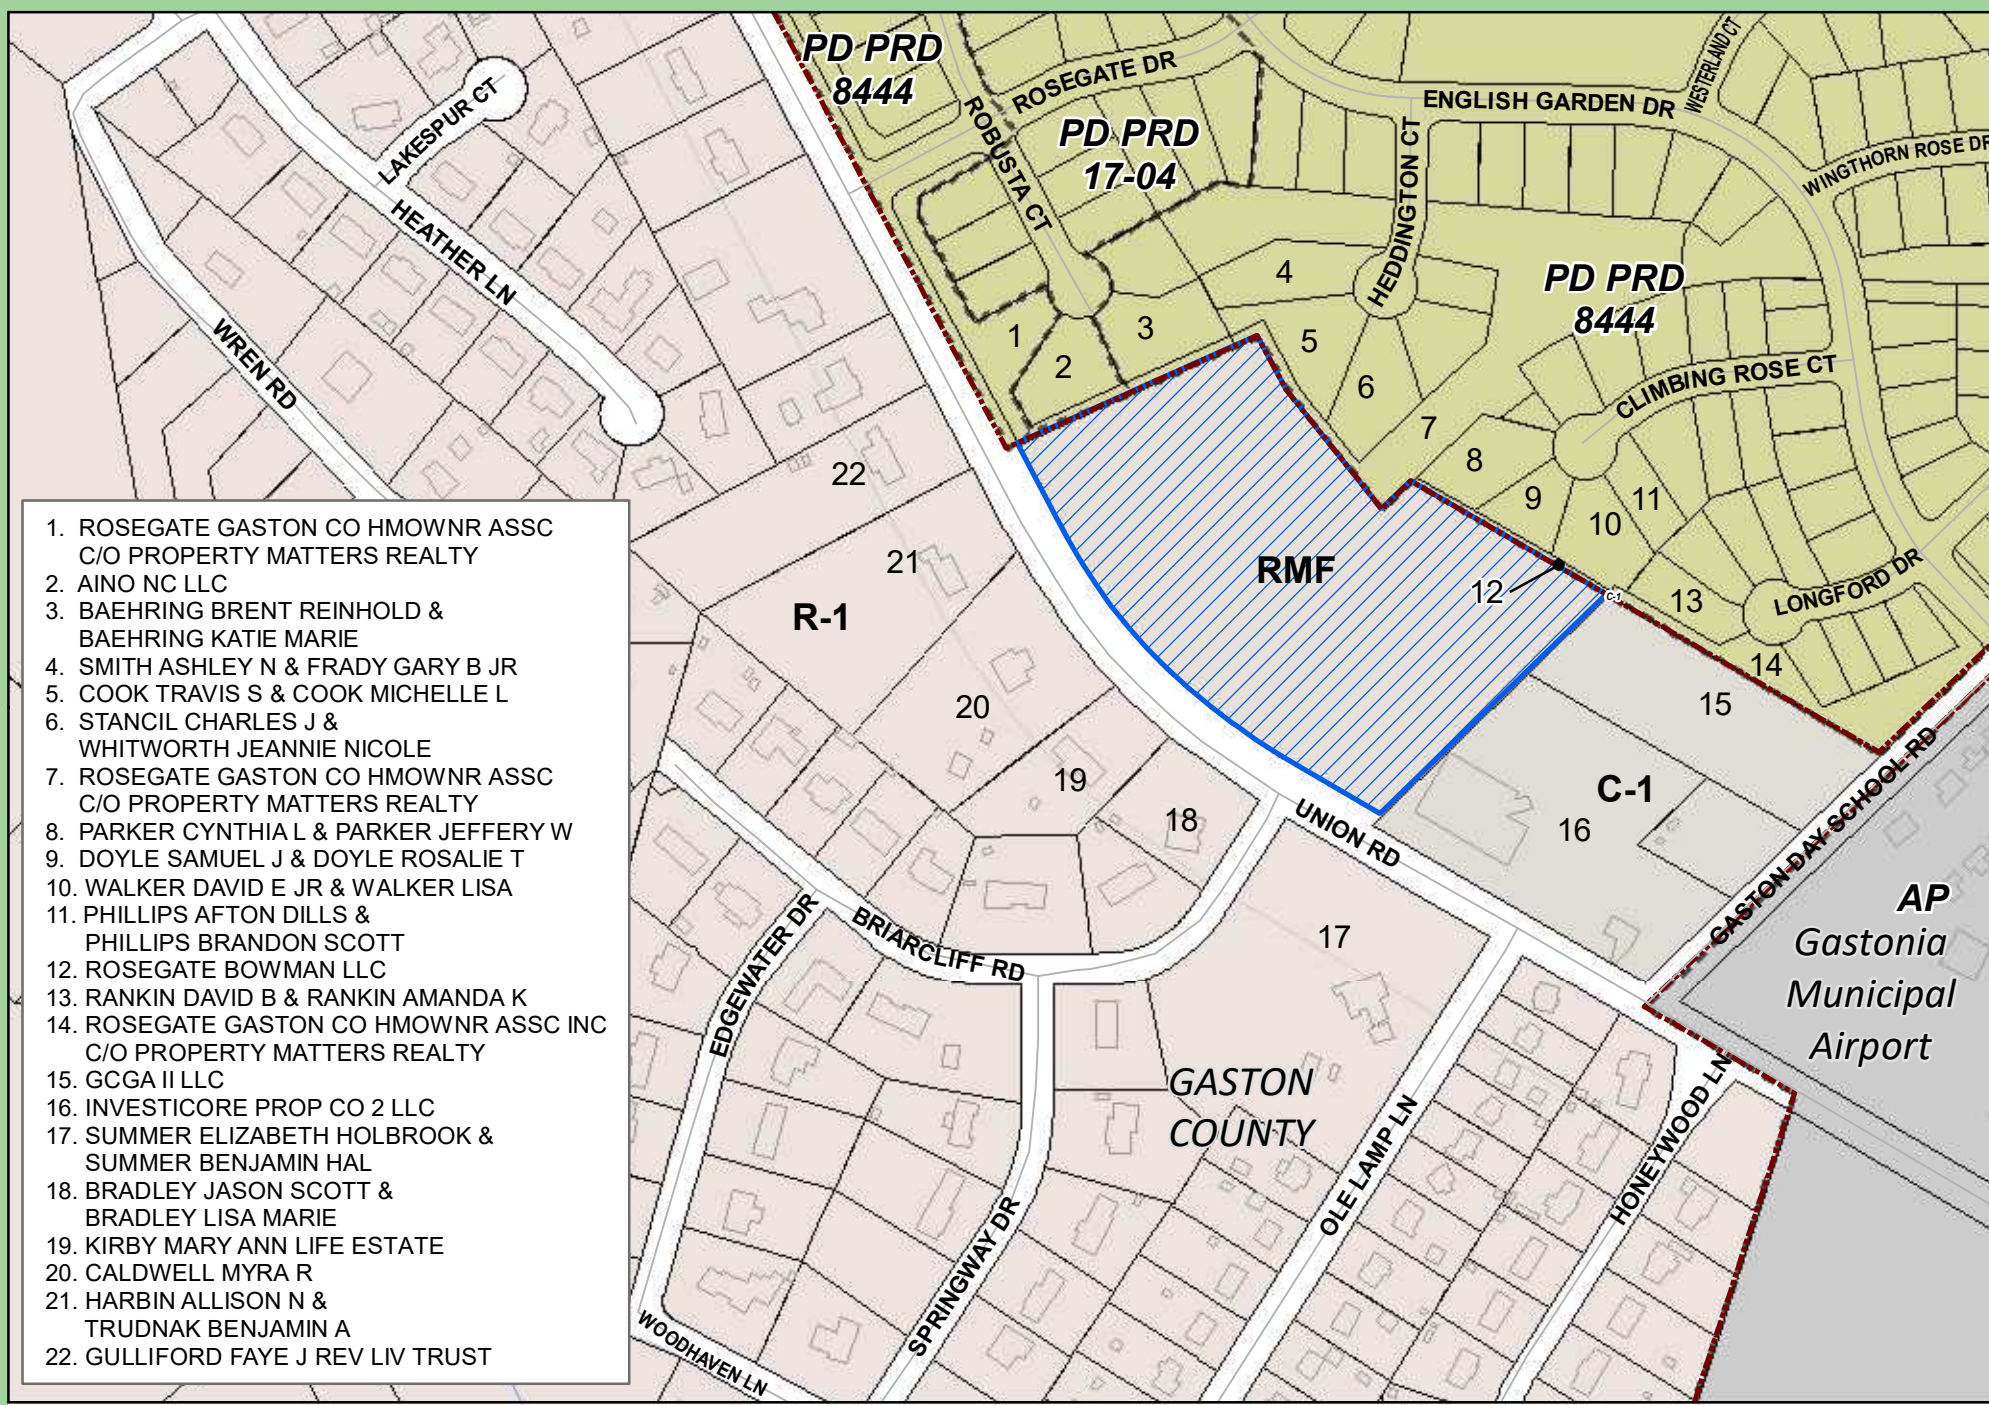 PD PRD
8444
ROSEGATE DR
ROBUSTA CT
PD PRD
17-04
ENGLISH GARDEN DR
WESTERLAND CT
WINGTHORN ROSE DR
HEDDINGTON CT
LAKESPUR CT
HEATHER LN
WREN RD
PD PRD
8444
CLIMBING ROSE CT
LONGFORD DR
1
2
3
4
5
6
7
8
9
10
11
12
C-1
13
14
15
16
17
18
19
20
21
22
R-1
RMF
C-1
UNION RD
GASTON DAY SCHOOL RD
AP
Gastonia
Municipal
Airport
BRIARCLIFF RD
EDGEWATER DR
SPRINGWAY DR
WOODHAVEN LN
GASTON
COUNTY
OLE LAMP LN
HONEYWOOD LN
1. ROSEGATE GASTON CO HMOWNR ASSC
C/O PROPERTY MATTERS REALTY
2. AINO NC LLC
3. BAEHRING BRENT REINHOLD &
BAEHRING KATIE MARIE
4. SMITH ASHLEY N & FRADY GARY B JR
5. COOK TRAVIS S & COOK MICHELLE L
6. STANCIL CHARLES J &
WHITWORTH JEANNIE NICOLE
7. ROSEGATE GASTON CO HMOWNR ASSC
C/O PROPERTY MATTERS REALTY
8. PARKER CYNTHIA L & PARKER JEFFERY W
9. DOYLE SAMUEL J & DOYLE ROSALIE T
10. WALKER DAVID E JR & WALKER LISA
11. PHILLIPS AFTON DILLS &
PHILLIPS BRANDON SCOTT
12. ROSEGATE BOWMAN LLC
13. RANKIN DAVID B & RANKIN AMANDA K
14. ROSEGATE GASTON CO HMOWNR ASSC INC
C/O PROPERTY MATTERS REALTY
15. GCGA II LLC
16. INVESTICORE PROP CO 2 LLC
17. SUMMER ELIZABETH HOLBROOK &
SUMMER BENJAMIN HAL
18. BRADLEY JASON SCOTT &
BRADLEY LISA MARIE
19. KIRBY MARY ANN LIFE ESTATE
20. CALDWELL MYRA R
21. HARBIN ALLISON N &
TRUDNAK BENJAMIN A
22. GULLIFORD FAYE J REV LIV TRUST